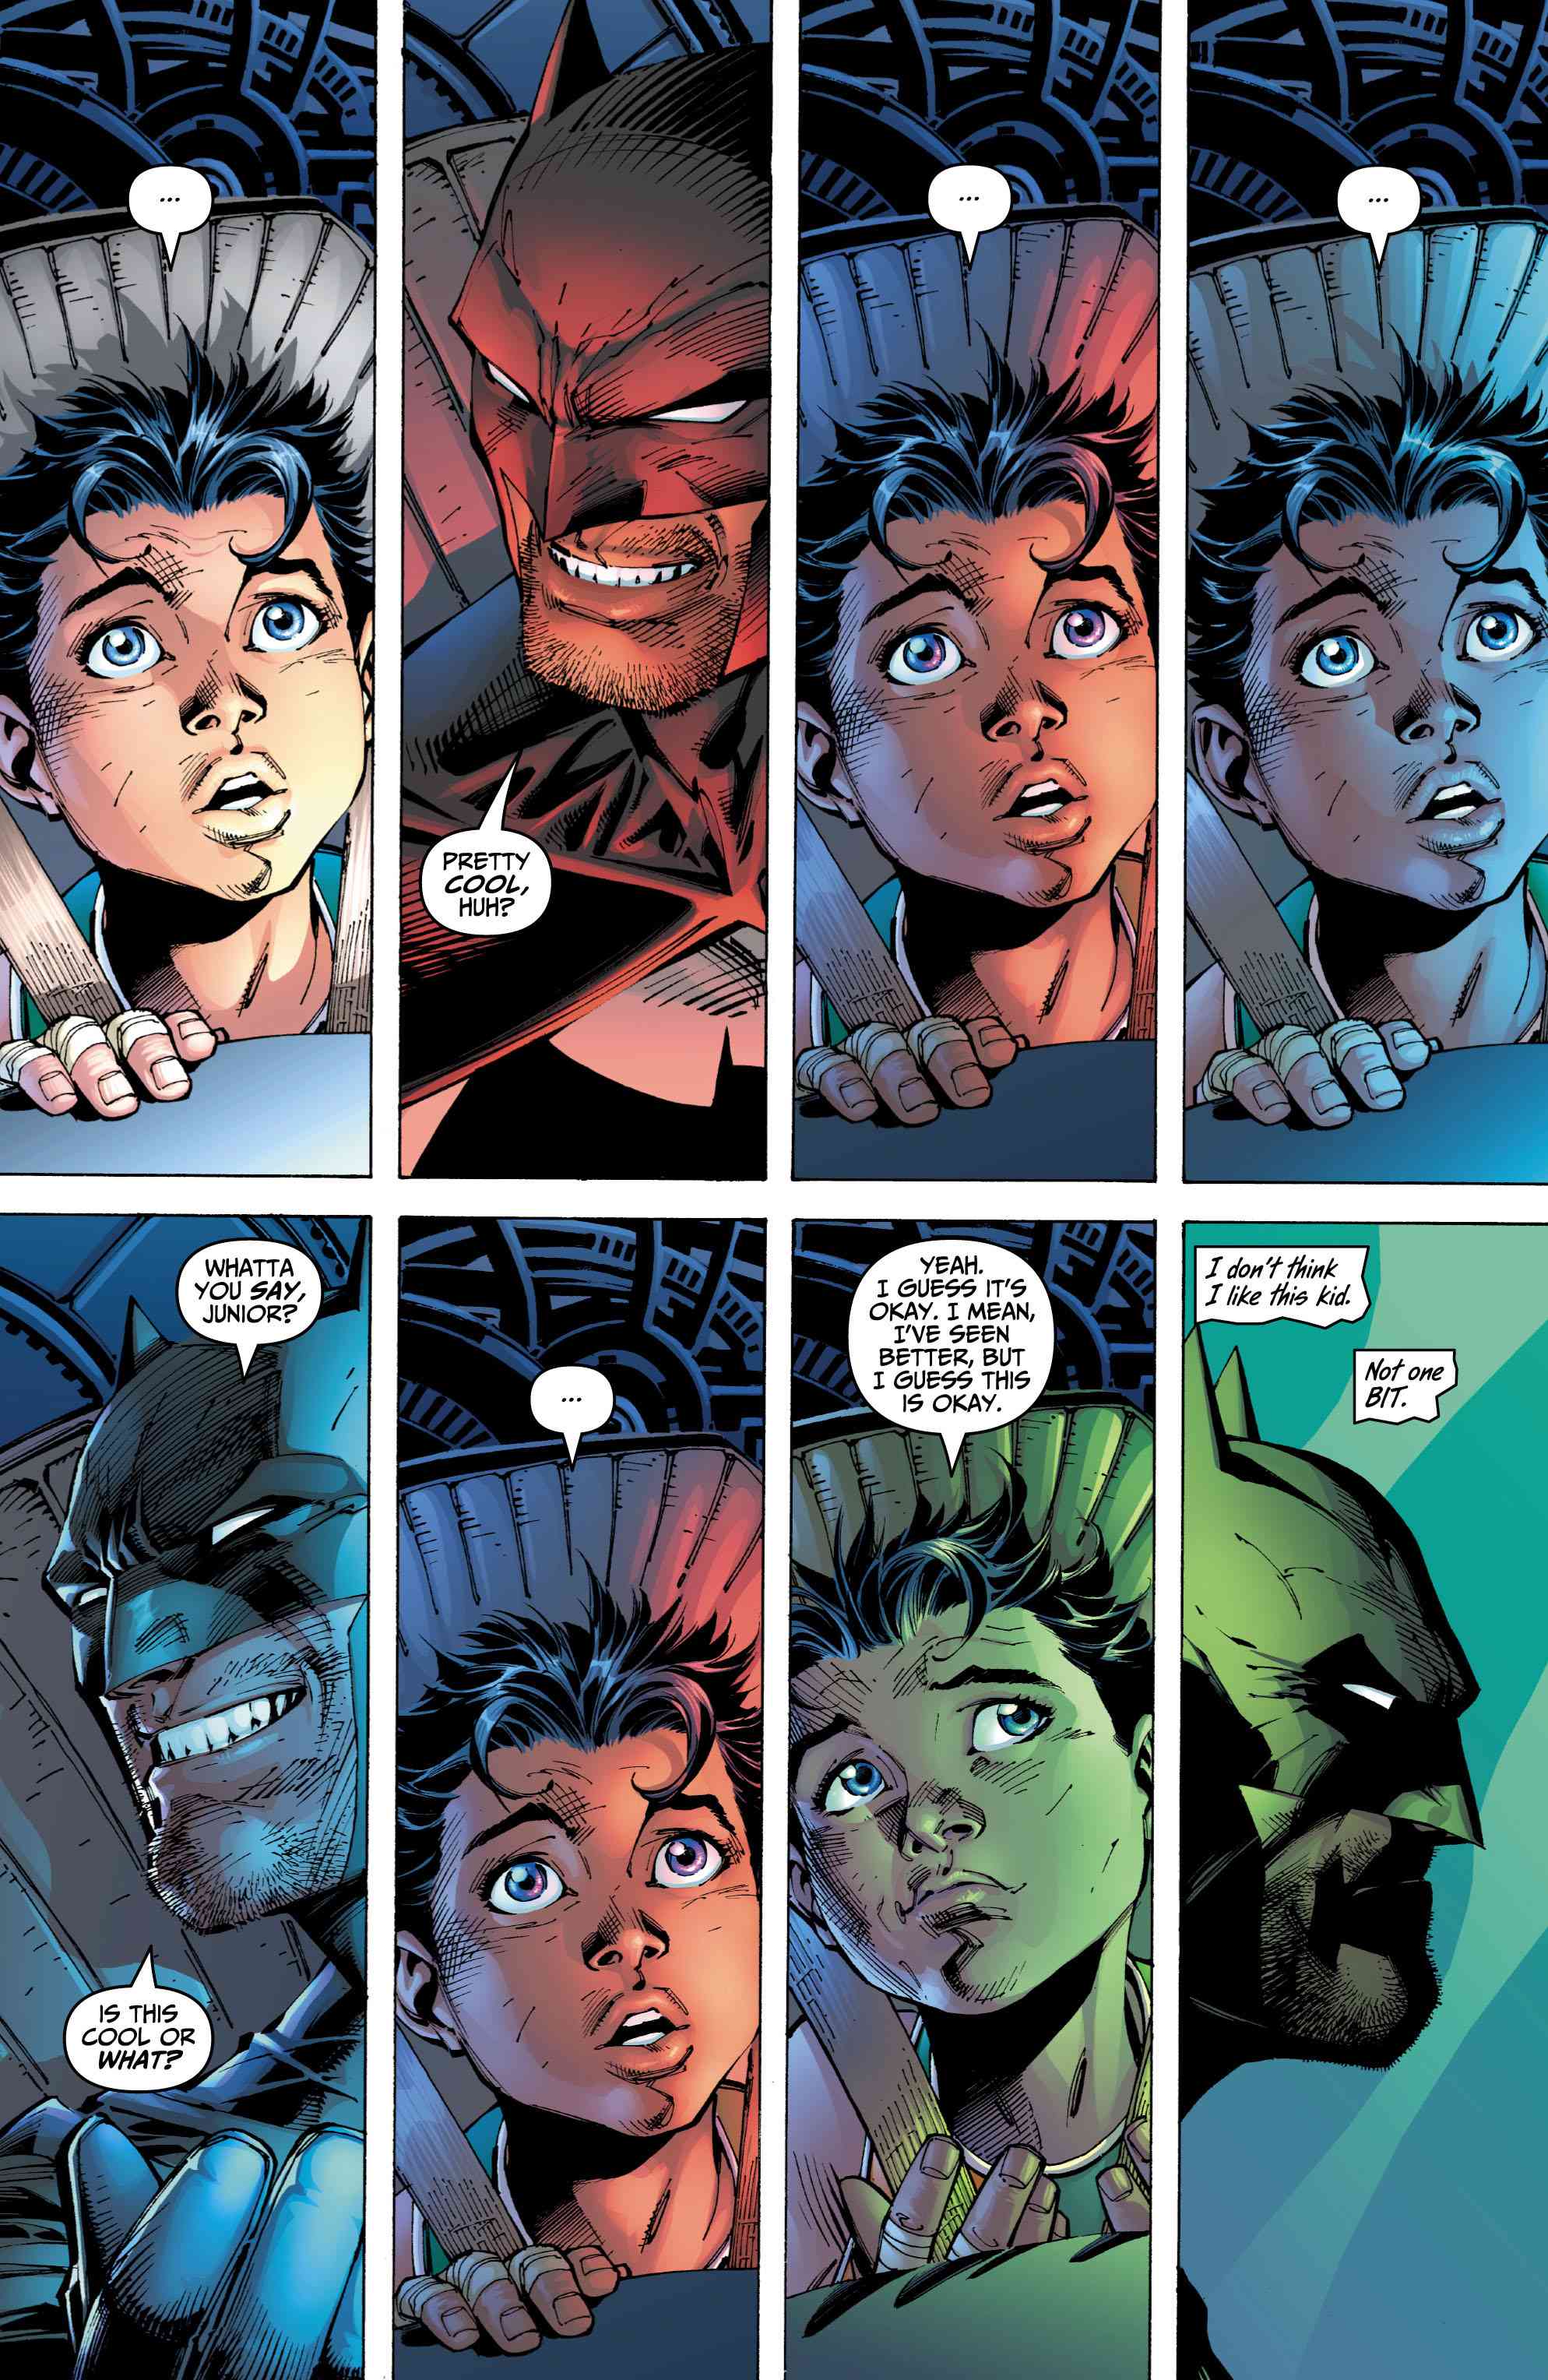 ...
PRETTY
COOL,
HUH?
...
...
WHATTA
YOU SAY,
JUNIOR?
IS THIS
COOL OR
WHAT?
...
YEAH.
I GUESS IT'S
OKAY. I MEAN,
I'VE SEEN
BETTER, BUT
I GUESS THIS
IS OKAY.
I don't think
I like this kid.
Not one
BIT.